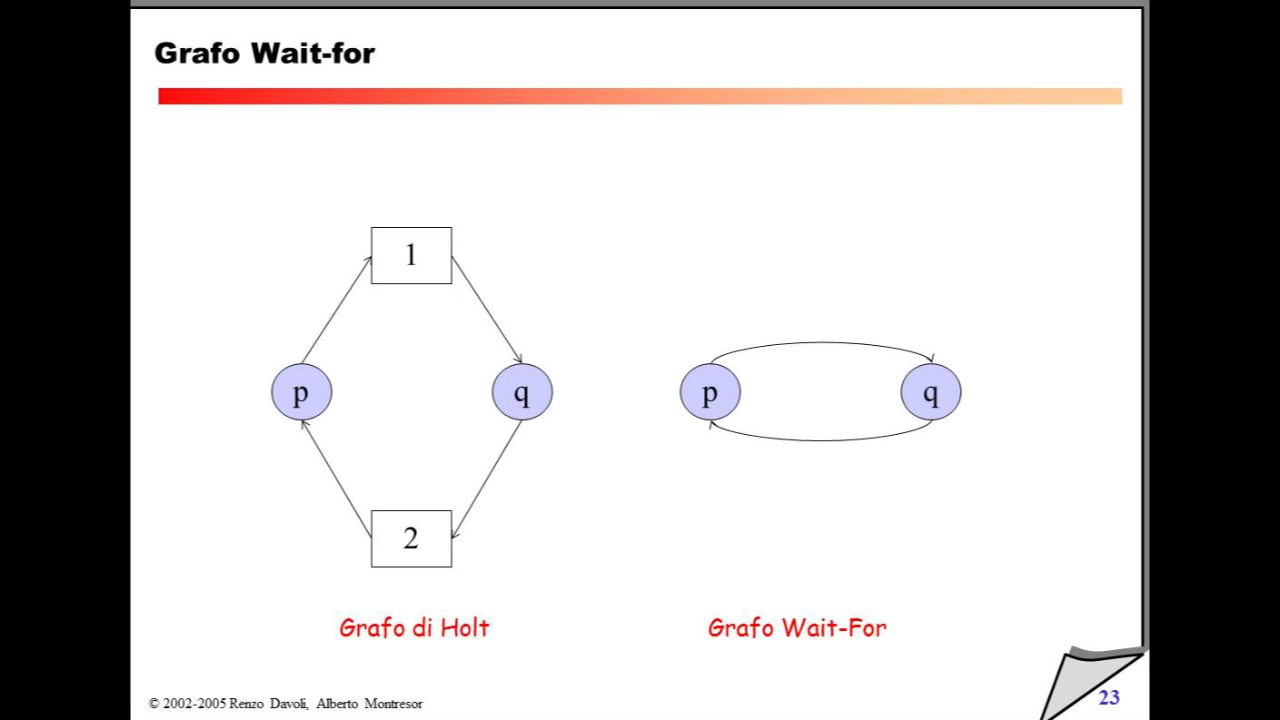 Grafo Wait-for
1
p
q
p
q
2
Grafo di Holt
Grafo Wait-For
© 2002-2005 Renzo Davoli, Alberto Montresor
23